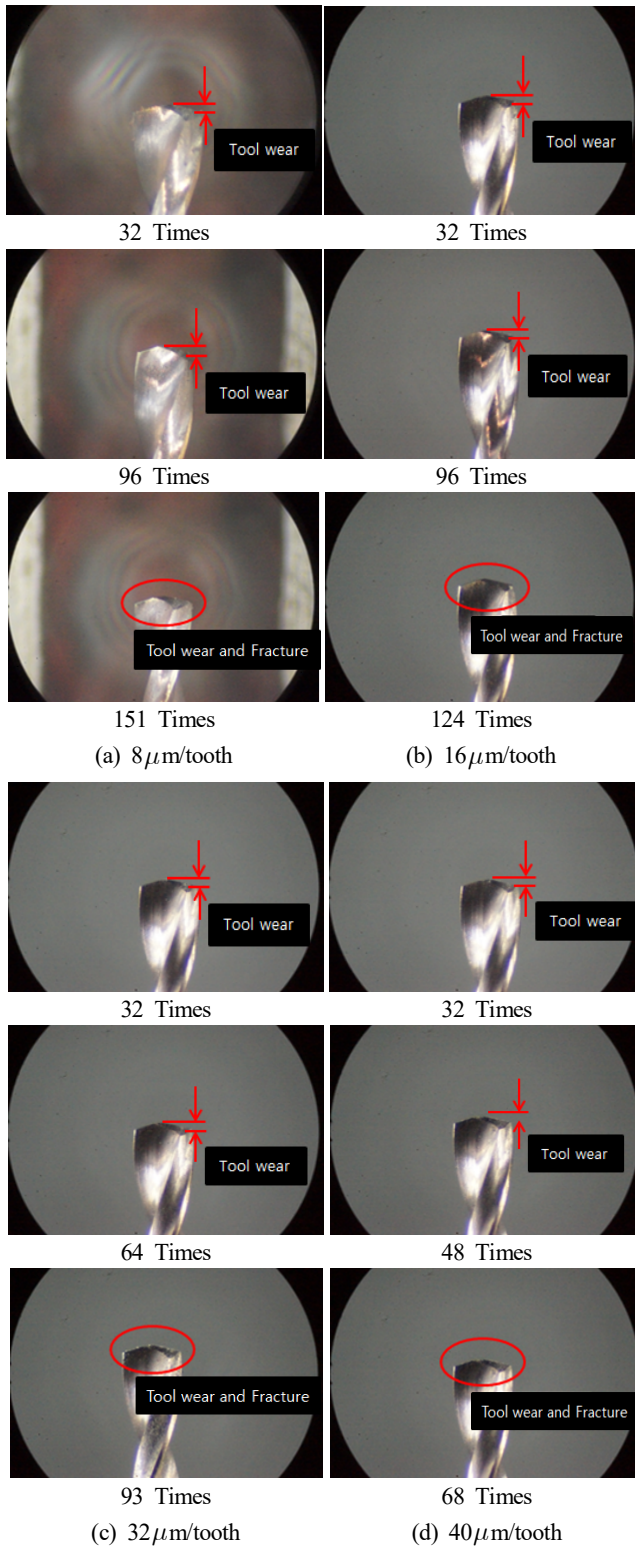 Tool wear
Tool wear
32 Times
32 Times
Tool wear
Tool wear
96 Times
96 Times
Tool wear and Fracture
Tool wear and Fracture
151 Times
124 Times
(a) 8μm/tooth
(b) 16μm/tooth
Tool wear
Tool wear
32 Times
32 Times
Tool wear
Tool wear
64 Times
48 Times
Tool wear and Fracture
Tool wear and Fracture
93 Times
68 Times
(c) 32μm/tooth
(d) 40μm/tooth